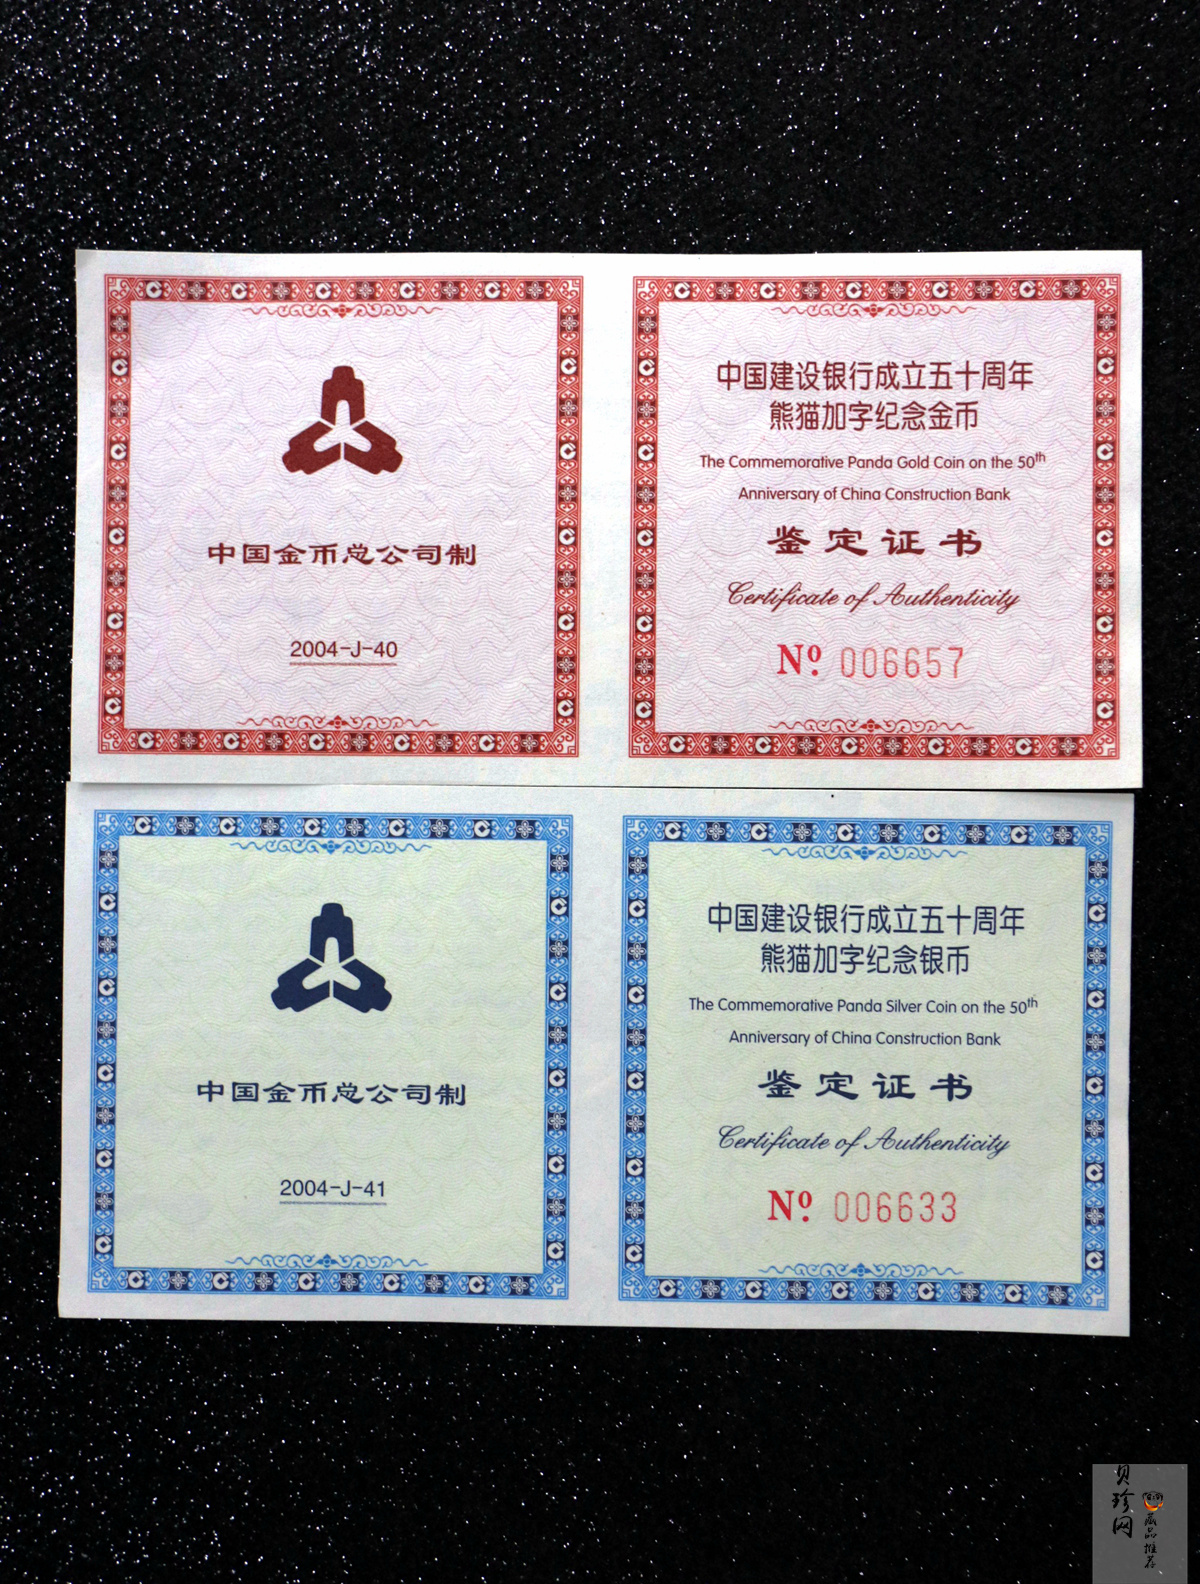 中国金币总公司制
2004-J-40
中国建设银行成立五十周年
熊猫加字纪念金币
The Commemorative Panda Gold Coin on the 50th
Anniversary of China Construction Bank
鉴定证书
Certificate of Authenticity
Nº 006657
中国金币总公司制
2004-J-41
中国建设银行成立五十周年
熊猫加字纪念银币
The Commemorative Panda Silver Coin on the 50th
Anniversary of China Construction Bank
鉴定证书
Certificate of Authenticity
Nº 006633
贝珍网
藏品推荐